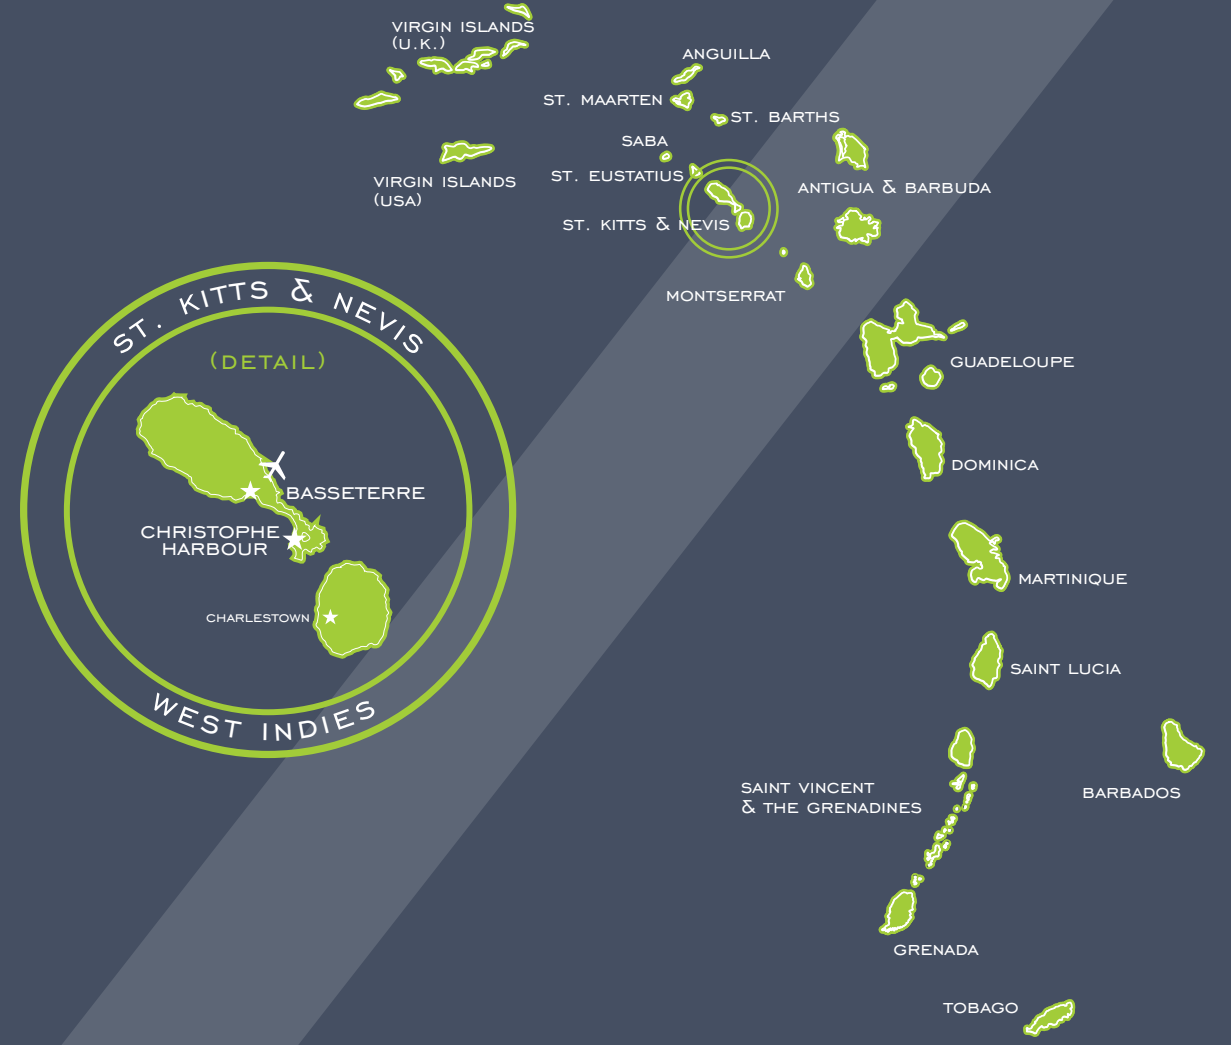 VIRGIN ISLANDS
(U.K.)
ANGUILLA
ST. MAARTEN
ST. BARTHS
SABA
ST. EUSTATIUS
VIRGIN ISLANDS
(USA)
ANTIGUA & BARBUDA
ST. KITTS & NEVIS
MONTSERRAT
ST. KITTS & NEVIS
(DETAIL)
BASSETERRE
CHRISTOPHE
HARBOUR
CHARLESTOWN
WEST INDIES
GUADELOUPE
DOMINICA
MARTINIQUE
SAINT LUCIA
SAINT VINCENT
& THE GRENADINES
BARBADOS
GRENADA
TOBAGO